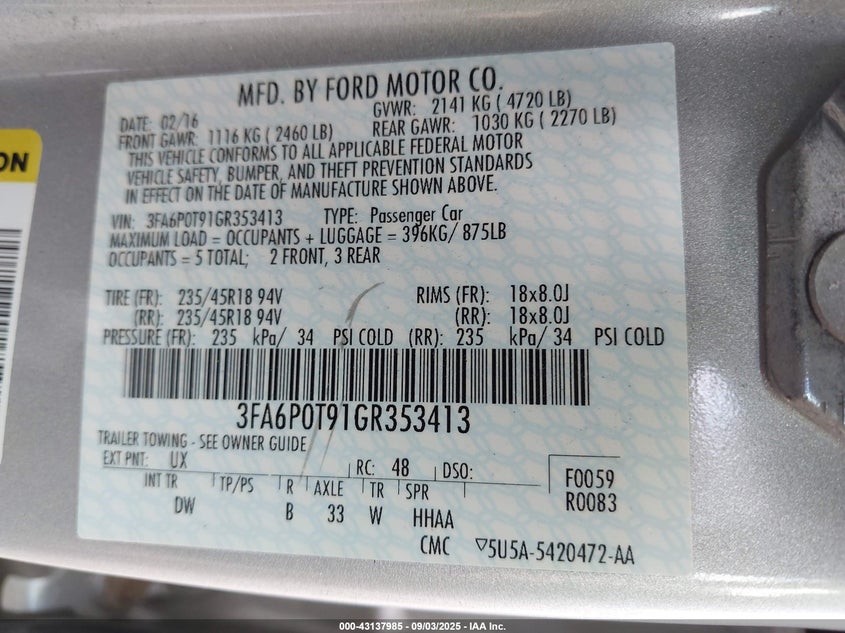 MFD. BY FORD MOTOR CO.
DATE: 02/16 GVWR: 2141 KG ( 4720 LB)
FRONT GAWR: 1116 KG ( 2460 LB) REAR GAWR: 1030 KG ( 2270 LB)
THIS VEHICLE CONFORMS TO ALL APPLICABLE FEDERAL MOTOR
VEHICLE SAFETY, BUMPER, AND THEFT PREVENTION STANDARDS
IN EFFECT ON THE DATE OF MANUFACTURE SHOWN ABOVE.
VIN: 3FA6P0T91GR353413 TYPE: Passenger Car
MAXIMUM LOAD = OCCUPANTS + LUGGAGE = 396KG/ 875LB
OCCUPANTS = 5 TOTAL; 2 FRONT, 3 REAR
TIRE (FR): 235/45R18 94V RIMS (FR): 18x8.0J
(RR): 235/45R18 94V (RR): 18x8.0J
PRESSURE (FR): 235 kPa/ 34 PSI COLD (RR): 235 kPa/ 34 PSI COLD
3FA6P0T91GR353413
TRAILER TOWING - SEE OWNER GUIDE
EXT PNT: UX RC: 48 DSO: F0059
INT TR TP/PS R AXLE TR SPR R0083
DW B 33 W HHAA
CMC ▽5U5A-5420472-AA
000-43137985 - 09/03/2025 - IAA Inc.